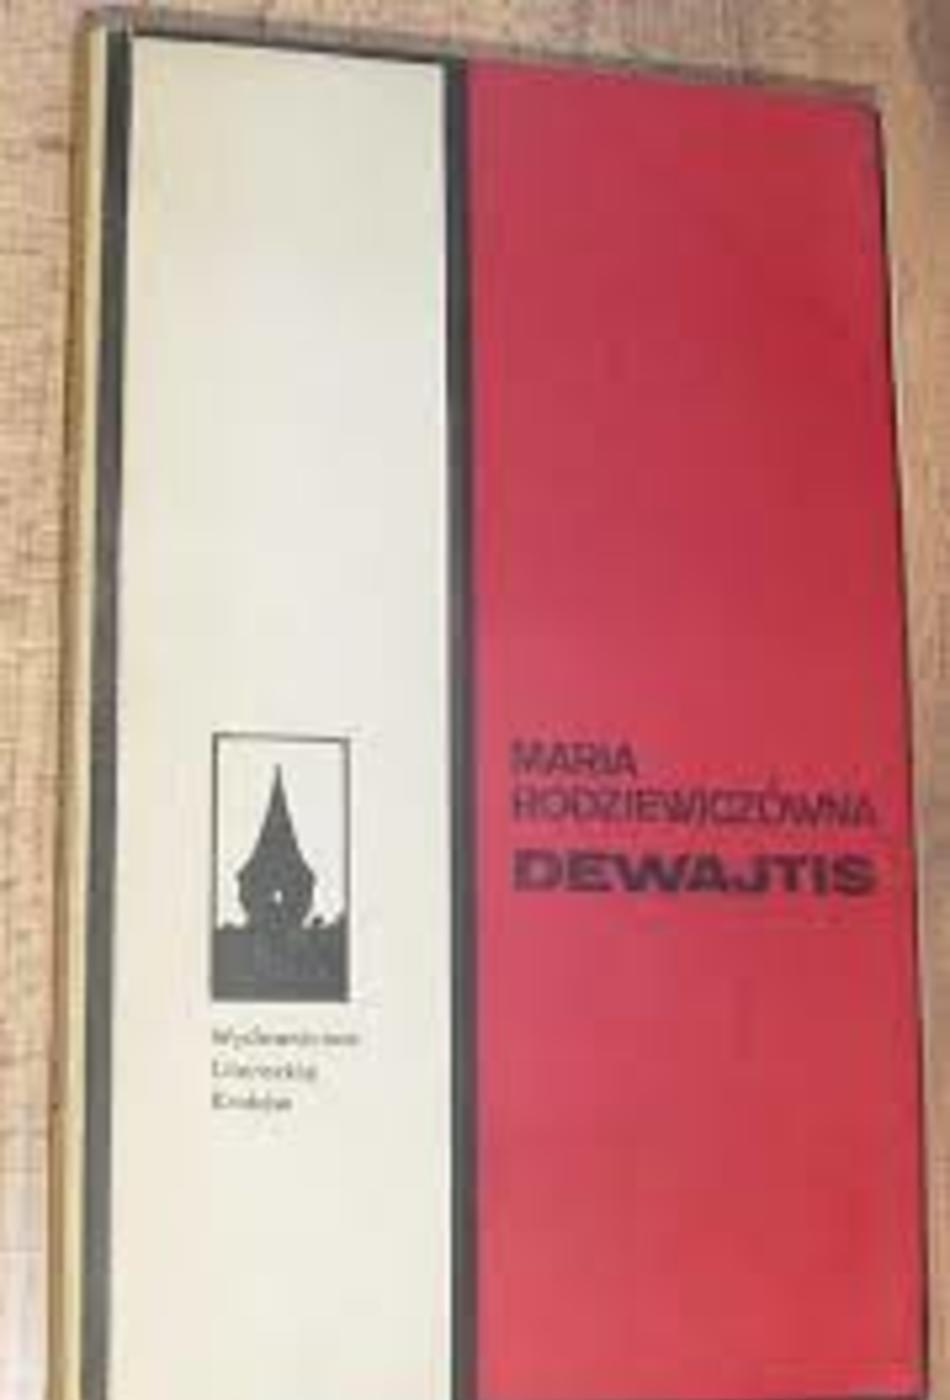 MARIA
RODZIEWICZÓWNA
DEWAJTIS
Wydawnictwo
Literackie
Kraków